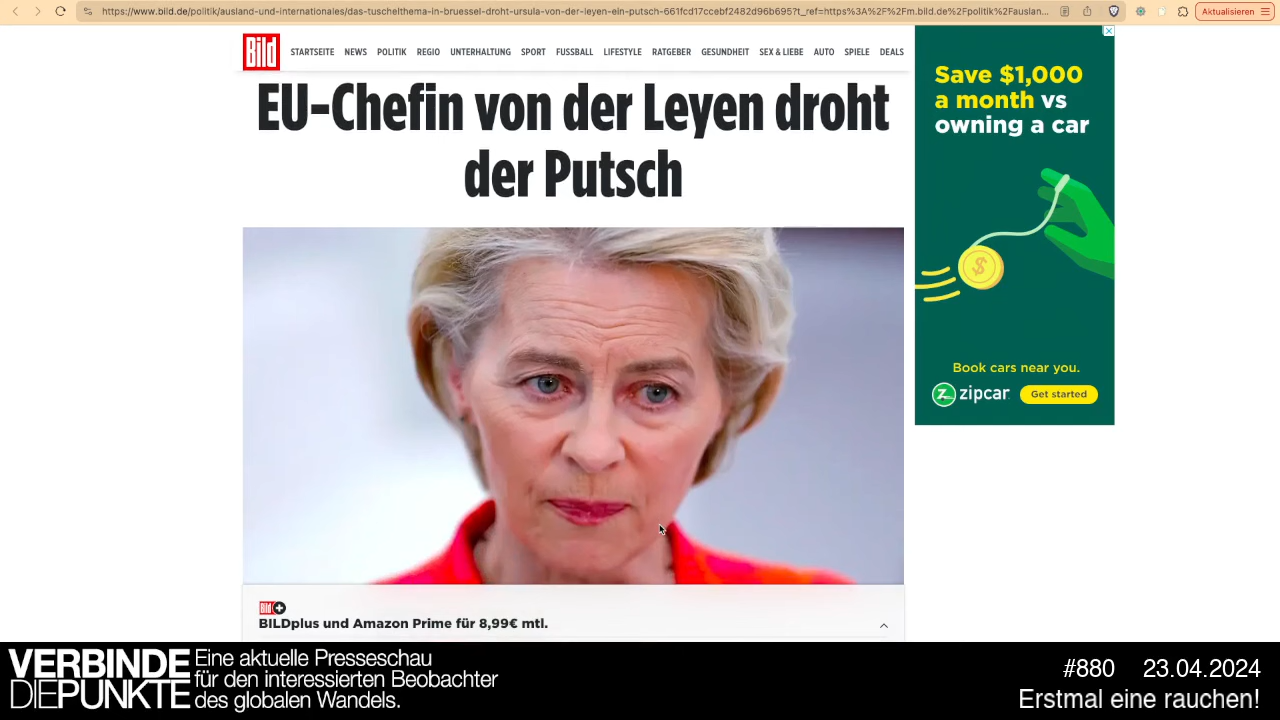 https://www.bild.de/politik/ausland-und-internationales/das-tuschelthema-in-bruessel-droht-ursula-von-der-leyen-ein-putsch-661fcd17ccebf2482d96b695?t_ref=https%3A%2F%2Fm.bild.de%2Fpolitik%2Fauslan...
Aktualisieren
Bild
STARTSEITE NEWS POLITIK REGIO UNTERHALTUNG SPORT FUSSBALL LIFESTYLE RATGEBER GESUNDHEIT SEX & LIEBE AUTO SPIELE DEALS
EU-Chefin von der Leyen droht
der Putsch
Save $1,000
a month vs
owning a car
$
Book cars near you.
Z zipcar
Get started
Bild+
BILDplus und Amazon Prime für 8,99€ mtl.
VERBINDE
DIEPUNKTE
Eine aktuelle Presseschau
für den interessierten Beobachter
des globalen Wandels.
#880 23.04.2024
Erstmal eine rauchen!